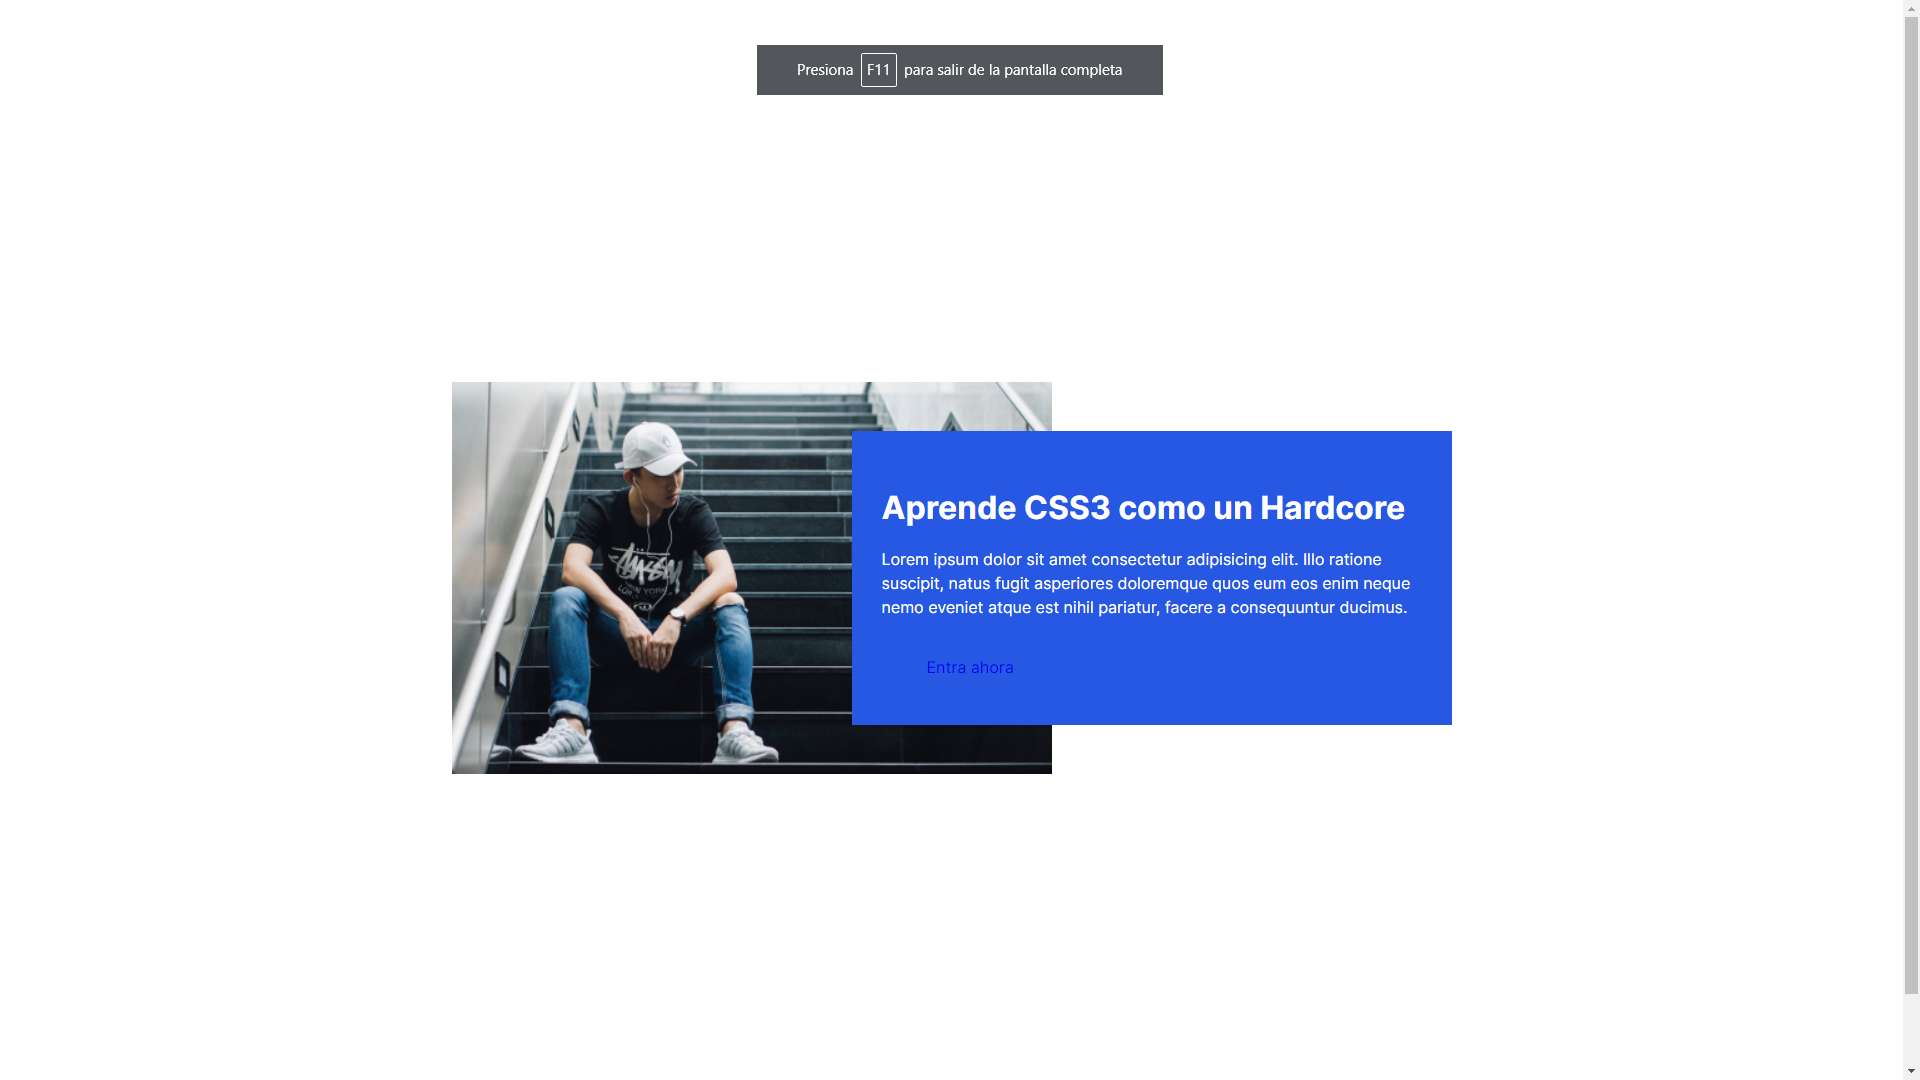 Presiona F11 para salir de la pantalla completa
Aprende CSS3 como un Hardcore
Lorem ipsum dolor sit amet consectetur adipisicing elit. Illo ratione
suscipit, natus fugit asperiores doloremque quos eum eos enim neque
nemo eveniet atque est nihil pariatur, facere a consequuntur ducimus.
Entra ahora